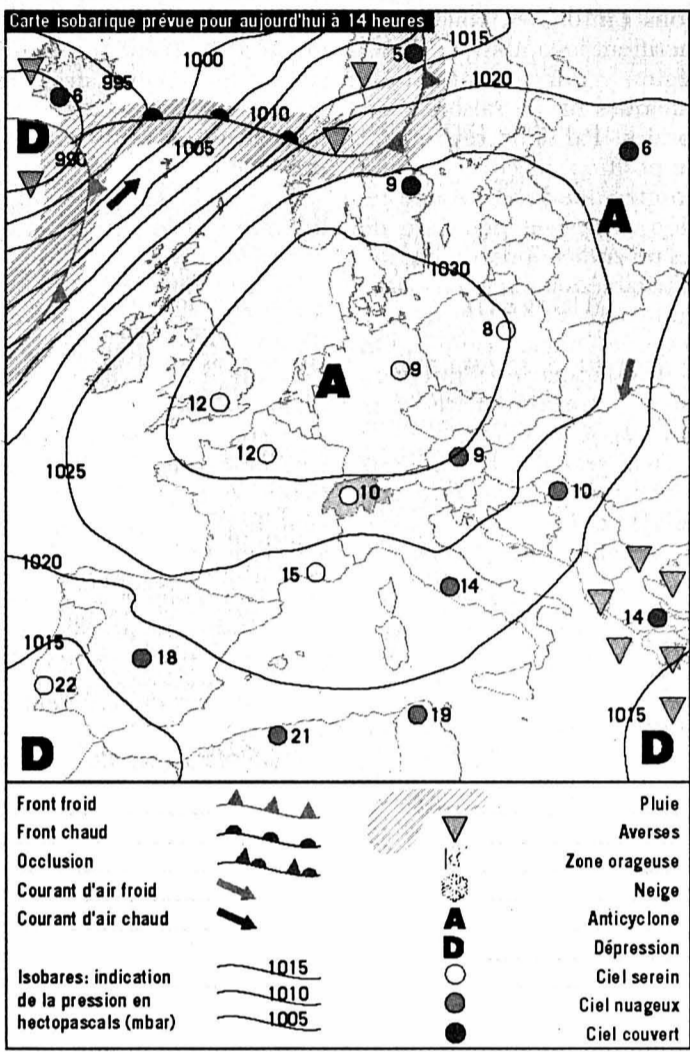 Carte isobarique prévue pour aujourd'hui à 14 heures
1015
1000
5
995
1020
6
1010
D
1005
6
990
9
A
1030
8
A
9
12
12
9
1025
10
10
1020
15
14
14
1015
18
22
1015
19
21
D
D
Front froid
Pluie
Front chaud
Averses
Occlusion
Zone orageuse
Courant d'air froid
Neige
Courant d'air chaud
A
Anticyclone
D
Dépression
Isobares: indication
de la pression en
hectopascals (mbar)
1015
1010
1005
Ciel serein
Ciel nuageux
Ciel couvert